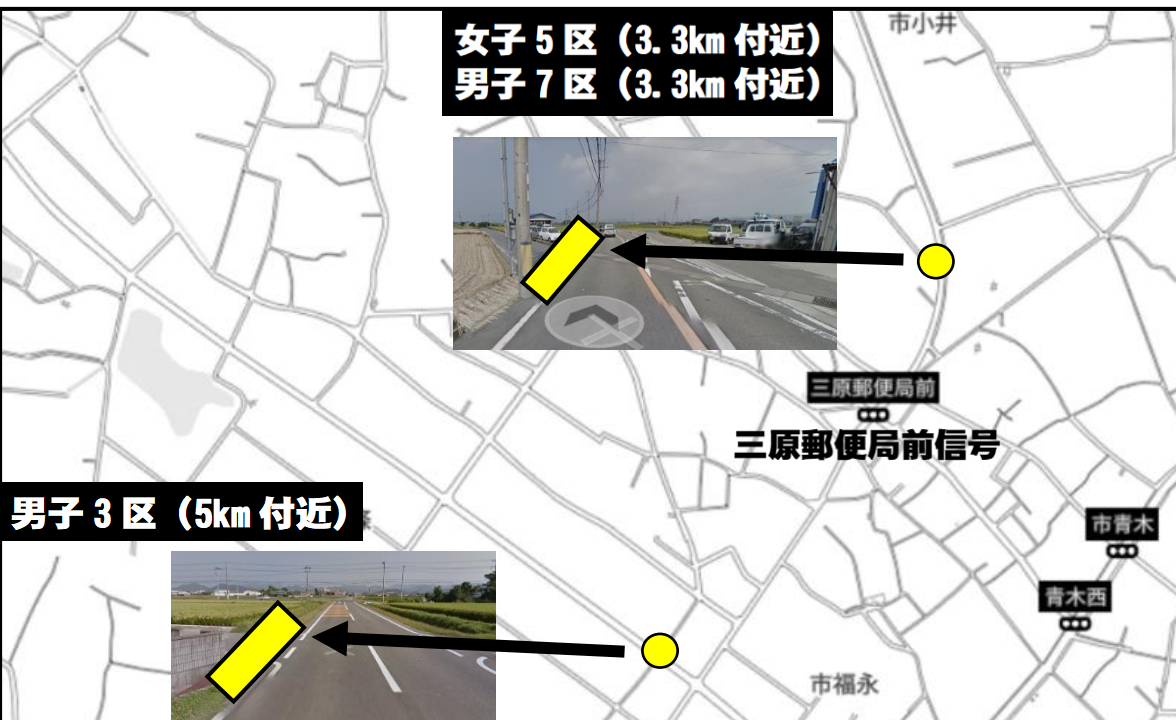 市小井
女子5区（3.3km付近）
男子7区（3.3km付近）
三原郵便局前
三原郵便局前信号
男子3区（5km付近）
市青木
青木西
市福永